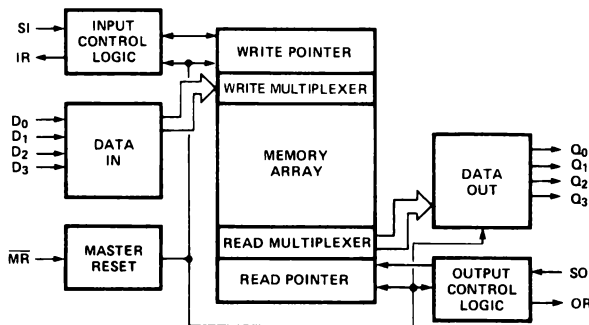 SI
IR
INPUT
CONTROL
LOGIC
D0
D1
D2
D3
DATA
IN
MR
MASTER
RESET
WRITE POINTER
WRITE MULTIPLEXER
MEMORY
ARRAY
READ MULTIPLEXER
READ POINTER
DATA
OUT
Q0
Q1
Q2
Q3
OUTPUT
CONTROL
LOGIC
SO
OR